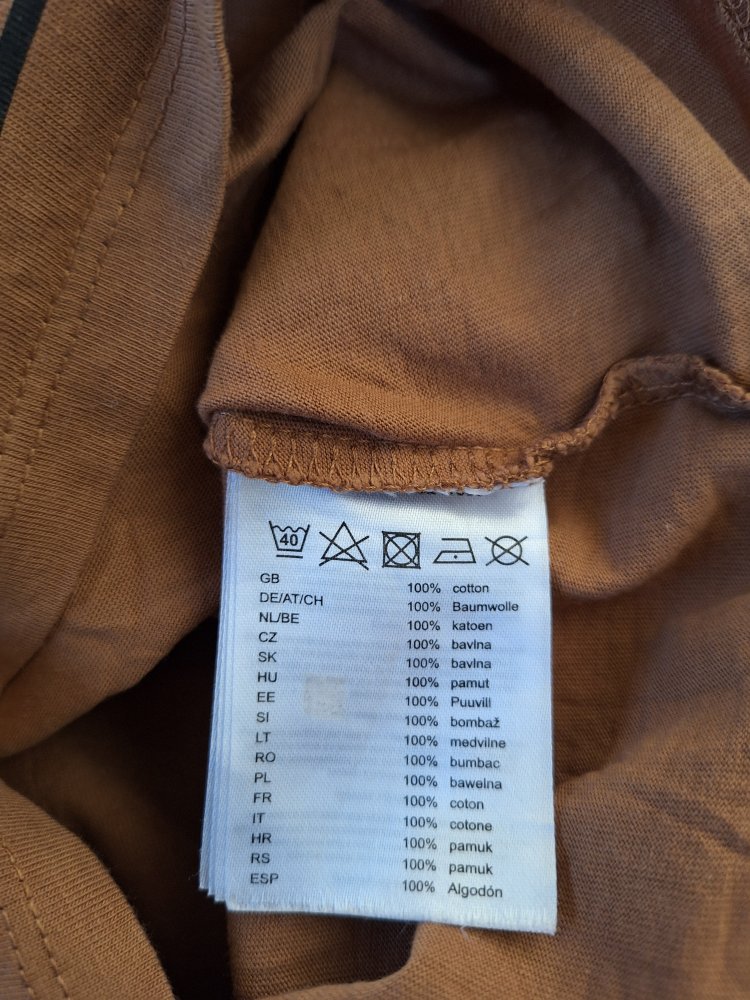 40
GB 100% cotton
DE/AT/CH 100% Baumwolle
NL/BE 100% katoen
CZ 100% bavlna
SK 100% bavlna
HU 100% pamut
EE 100% Puuvill
SI 100% bombaž
LT 100% medvilne
RO 100% bumbac
PL 100% bawelna
FR 100% coton
IT 100% cotone
HR 100% pamuk
RS 100% pamuk
ESP 100% Algodón